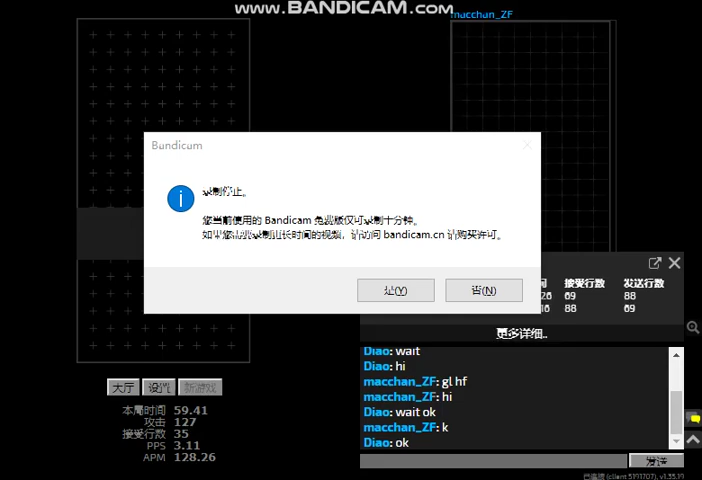 www.BANDICAM.com
macchan_ZF
Bandicam
录制停止。
您当前使用的 Bandicam 免费版仅可录制十分钟。
如果您需要录制更长时间的视频，请访问 bandicam.cn 请购买许可。
是(Y)
否(N)
接受行数
发送行数
26 69 88
88 69
更多详细..
Diao: wait
Diao: hi
macchan_ZF: gl hf
macchan_ZF: hi
Diao: wait ok
macchan_ZF: k
Diao: ok
发送
大厅
设置
新游戏
本局时间 59.41
攻击 127
接受行数 35
PPS 3.11
APM 128.26